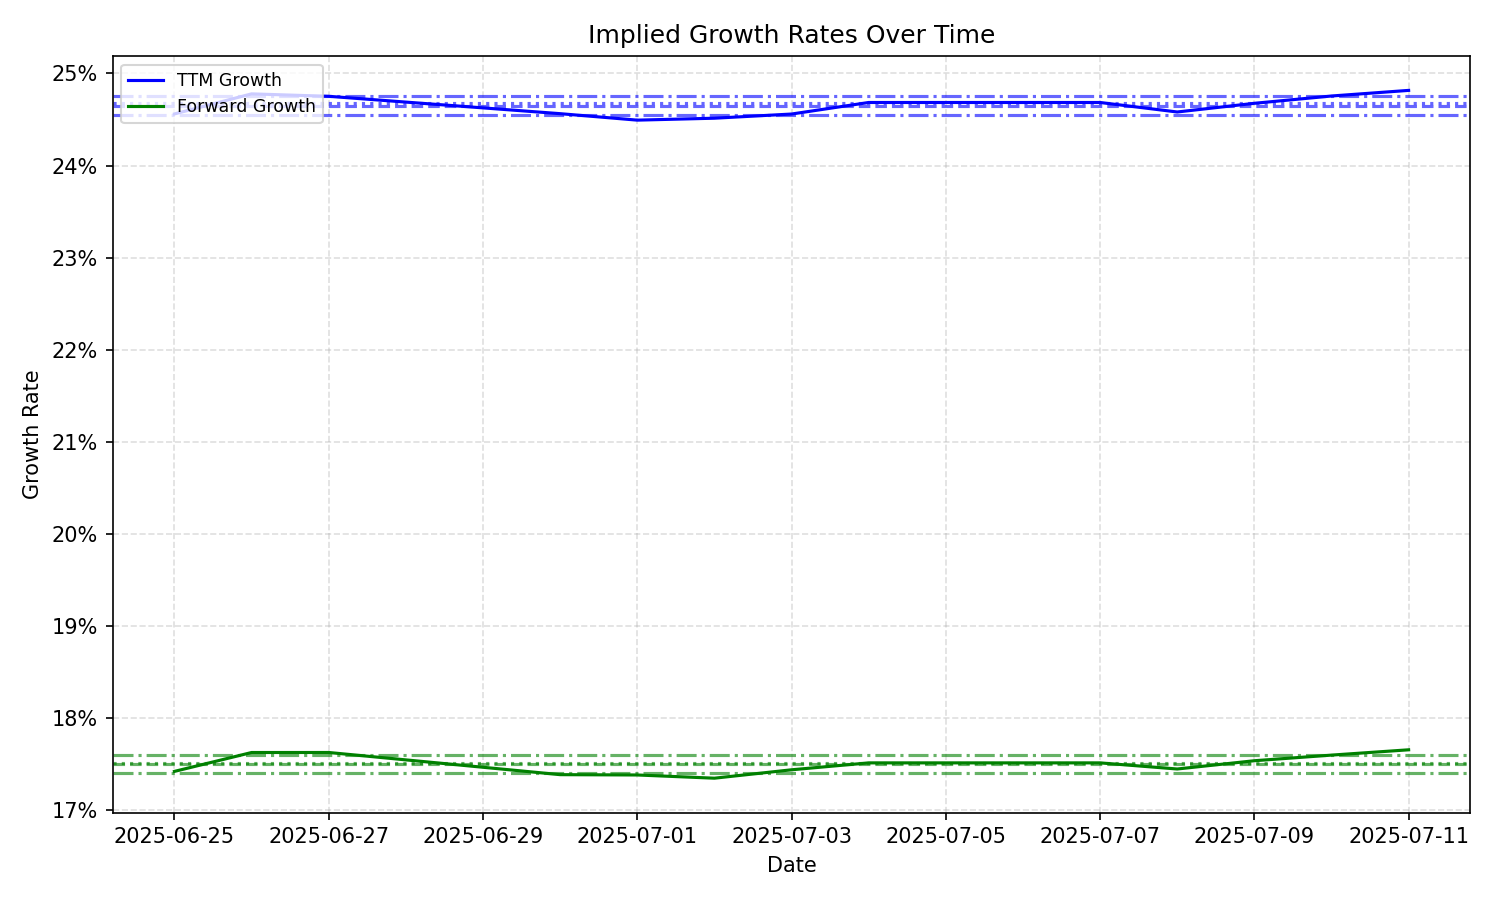 Implied Growth Rates Over Time
TTM Growth
Forward Growth
25%
24%
23%
22%
21%
20%
19%
18%
17%
Growth Rate
2025-06-25 2025-06-27 2025-06-29 2025-07-01 2025-07-03 2025-07-05 2025-07-07 2025-07-09 2025-07-11
Date